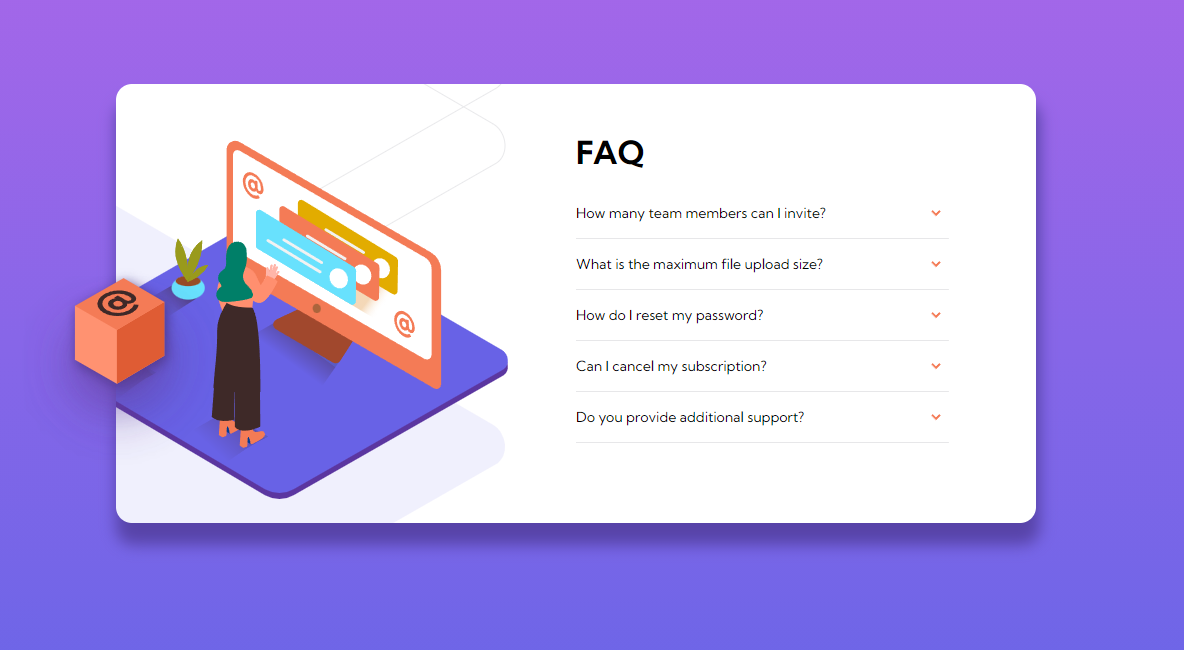 @
FAQ
@
How many team members can I invite?
What is the maximum file upload size?
@
How do I reset my password?
@
Can I cancel my subscription?
Do you provide additional support?